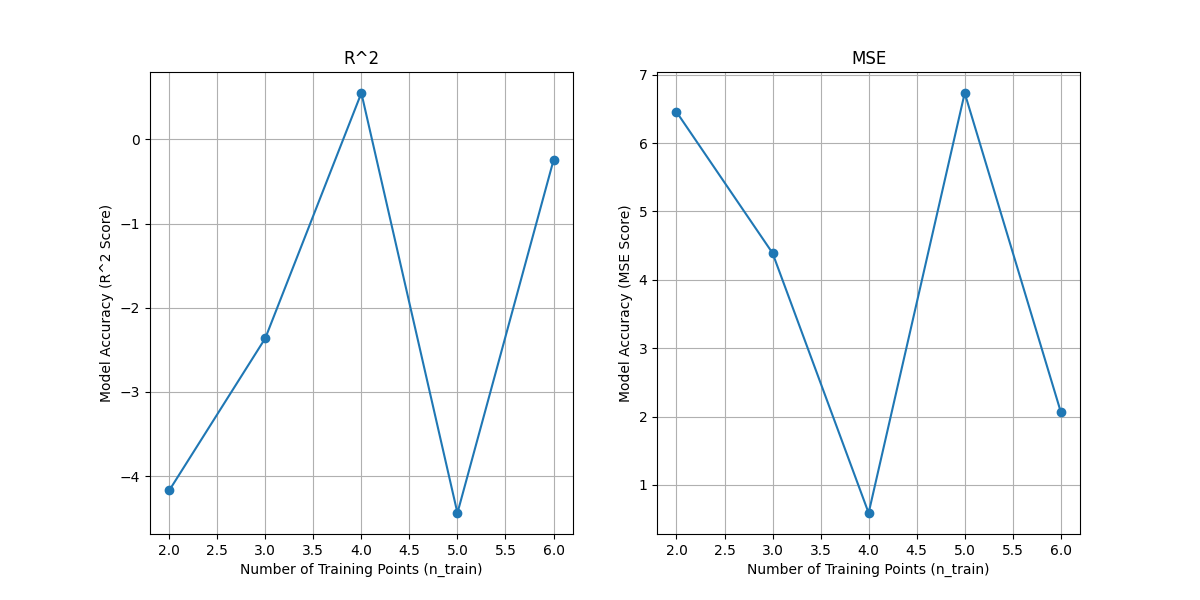 R^2
Model Accuracy (R^2 Score)
0
−1
−2
−3
−4
2.0 2.5 3.0 3.5 4.0 4.5 5.0 5.5 6.0
Number of Training Points (n_train)
MSE
Model Accuracy (MSE Score)
7
6
5
4
3
2
1
2.0 2.5 3.0 3.5 4.0 4.5 5.0 5.5 6.0
Number of Training Points (n_train)